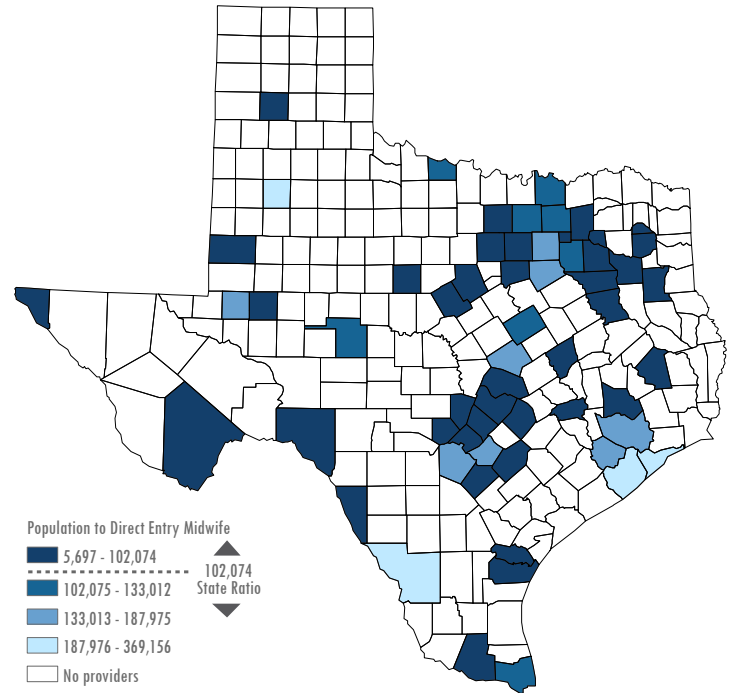 Population to Direct Entry Midwife
5,697 - 102,074
102,074
State Ratio
102,075 - 133,012
133,013 - 187,975
187,976 - 369,156
No providers